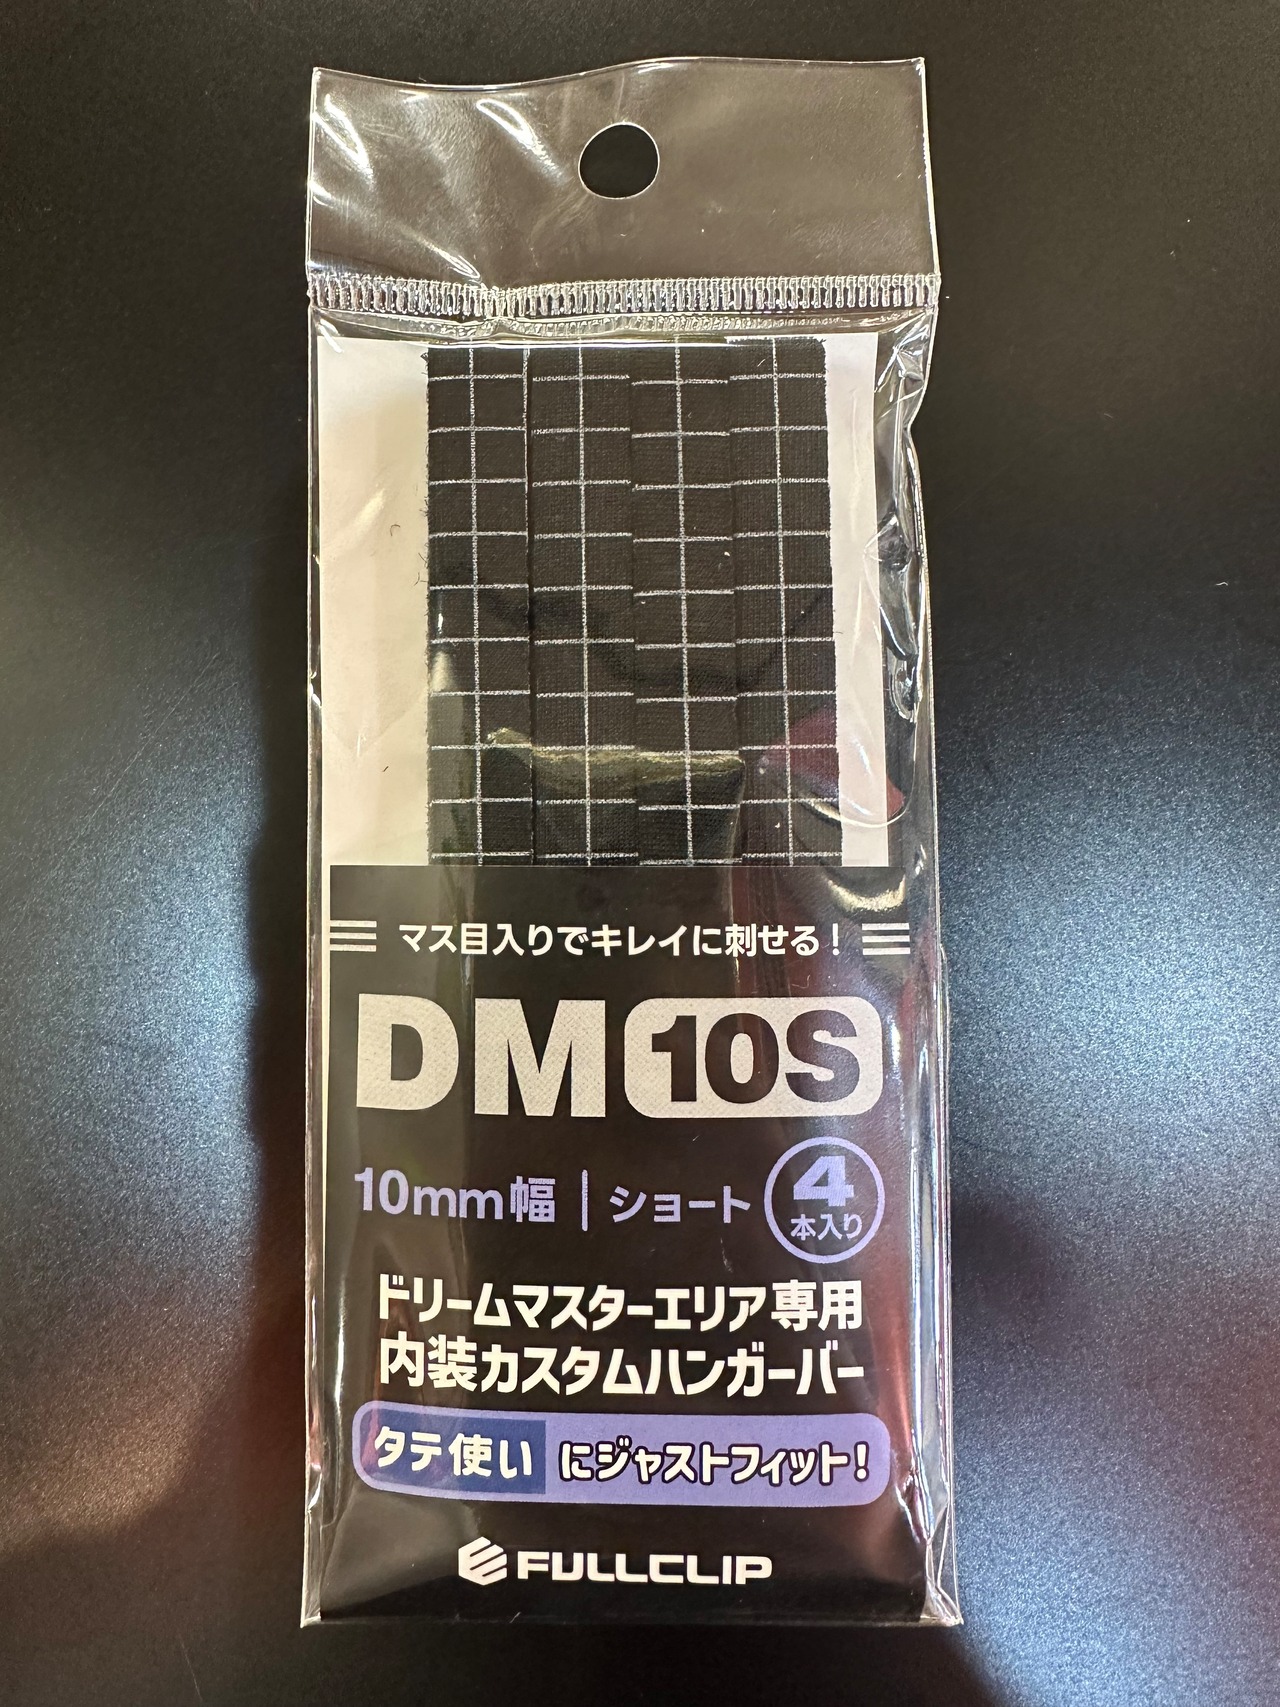 マス目入りでキレイに刺せる!
DM 10S
10mm幅 | ショート 4本入り
ドリームマスターエリア専用
内装カスタムハンガーバー
タテ使いにジャストフィット!
FULLCLIP